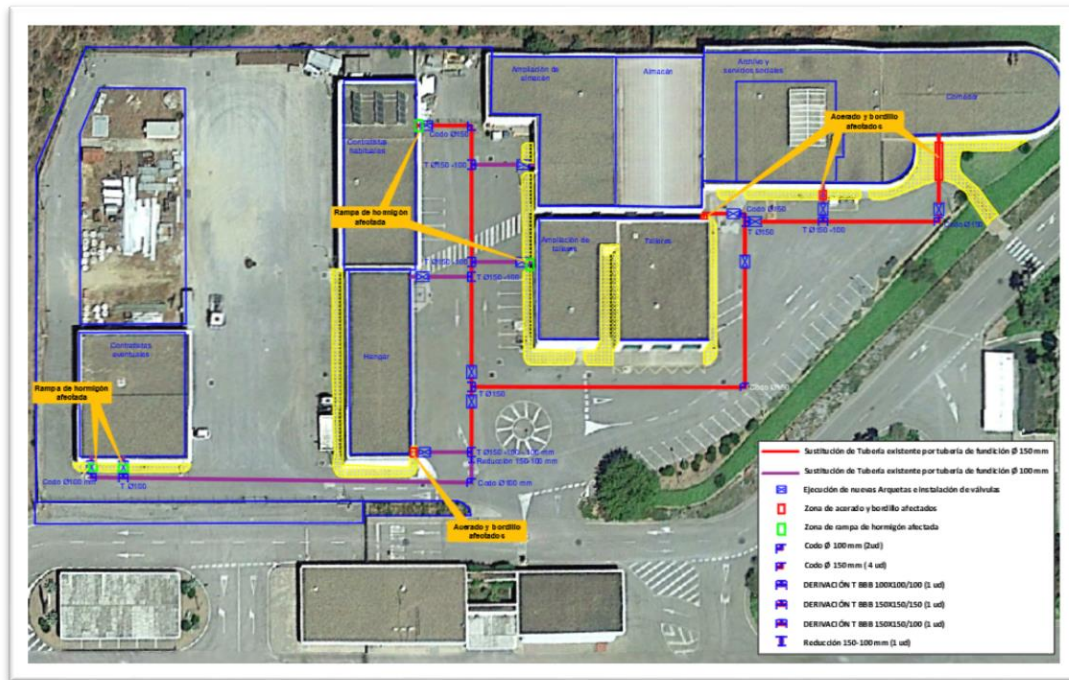 Ampliación de
almacén
Almacén
Archivo y
servicios sociales
Comedor
Acerado y bordillo
afectados
Contratistas
habituales
Codo Ø150
T Ø150 -100
Rampa de hormigón
afectada
Codo Ø150
T Ø150
T Ø150 -100
Codo Ø150
Ampliación de
talleres
Talleres
T Ø150 -100
T Ø150 -100
Contratistas
eventuales
Hangar
Rampa de hormigón
afectada
T Ø150
Codo Ø150
T Ø150
Reducción 150-100 mm
Codo Ø100 mm
T Ø100
Codo Ø100 mm
Acerado y bordillo
afectados
Sustitución de Tubería existente por tubería de fundición Ø 150 mm
Sustitución de Tubería existente por tubería de fundición Ø 100 mm
Ejecución de nuevas Arquetas e instalación de válvulas
Zona de acerado y bordillo afectados
Zona de rampa de hormigón afectada
Codo Ø 100 mm (2ud)
Codo Ø 150 mm ( 4 ud)
DERIVACIÓN T BBB 100X100/100 (1 ud)
DERIVACIÓN T BBB 150X150/150 (1 ud)
DERIVACIÓN T BBB 150X150/100 (1 ud)
Reducción 150-100 mm (1 ud)